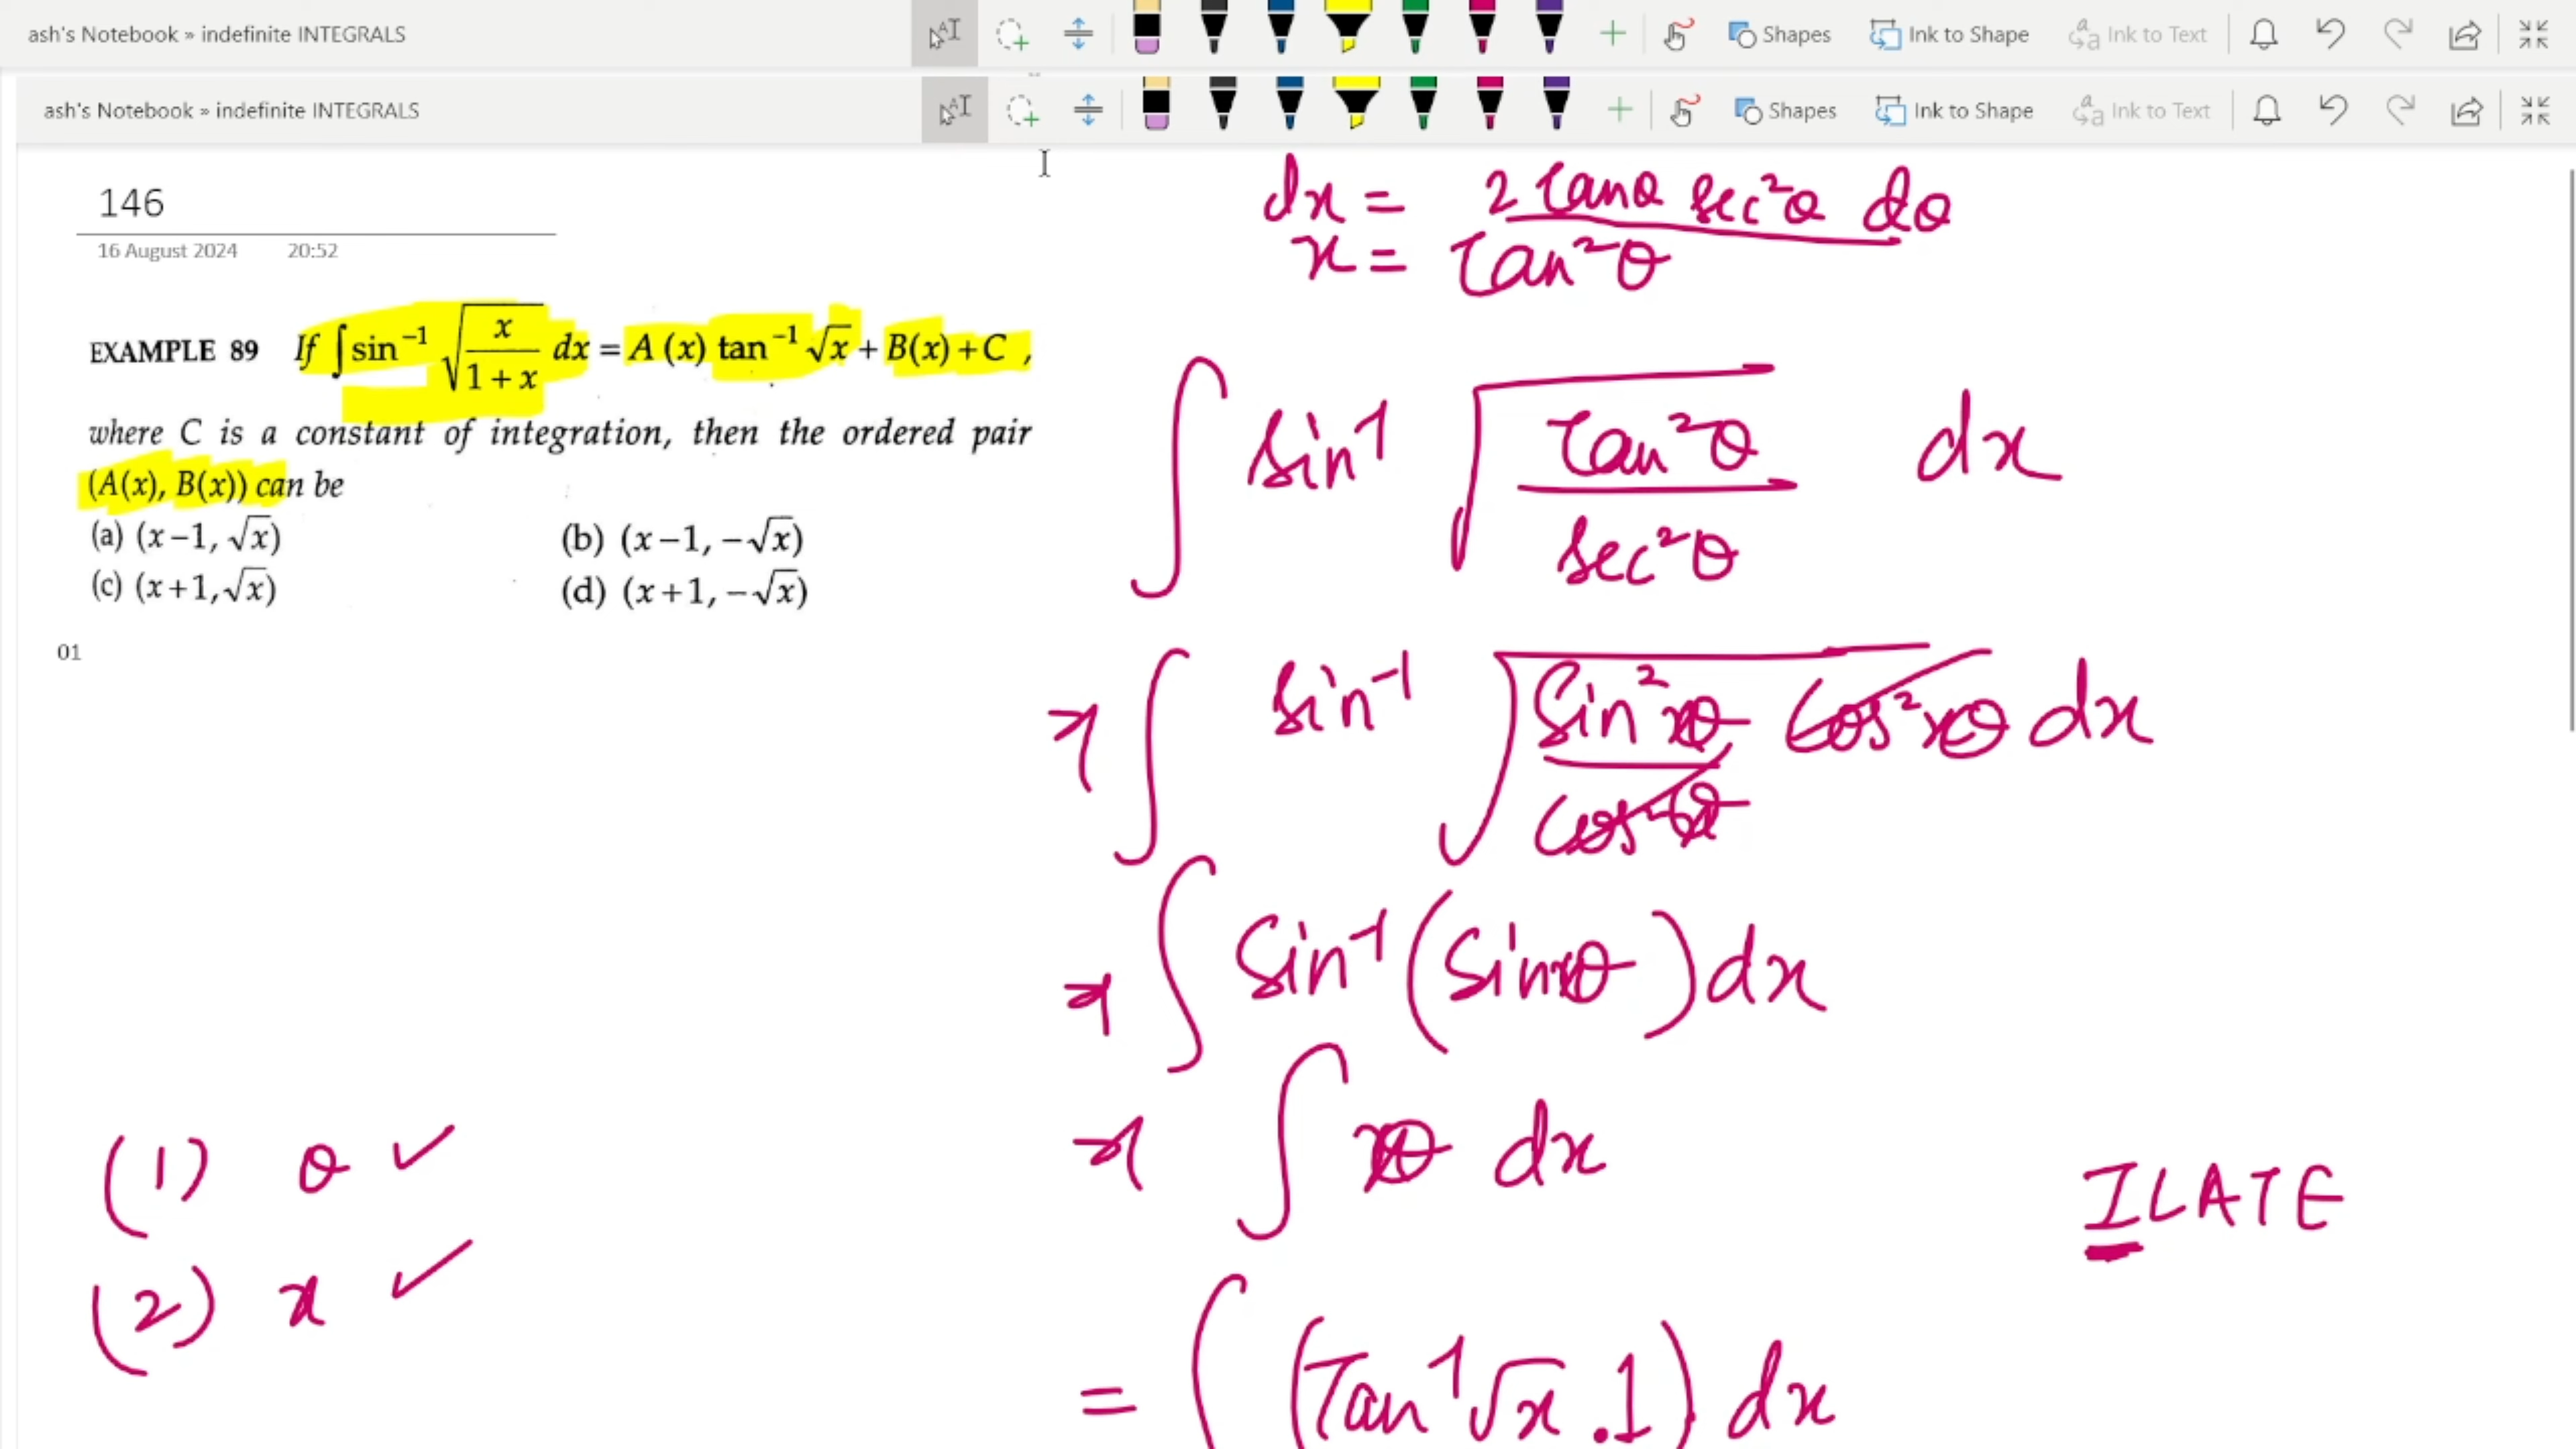 ash's Notebook » indefinite INTEGRALS
Shapes Ink to Shape Ink to Text
ash's Notebook » indefinite INTEGRALS
Shapes Ink to Shape Ink to Text
146
16 August 2024 20:52
EXAMPLE 89 If ∫ sin⁻¹ √(x/(1+x)) dx = A (x) tan⁻¹ √x + B(x) + C ,
where C is a constant of integration, then the ordered pair
(A(x), B(x)) can be
(a) (x−1, √x) (b) (x−1, −√x)
(c) (x+1, √x) (d) (x+1, −√x)
01
(1) θ ✓
(2) x ✓
dx = 2 tanθ sec²θ dθ
x = tan²θ
∫ sin⁻¹ √(tan²θ/sec²θ) dx
∫ sin⁻¹ √(sin²θ/cos²θ cos²θ) dx
∫ sin⁻¹ (sinθ) dx
∫ θ dx
ILATE
= ∫ (Tan⁻¹√x .1) dx